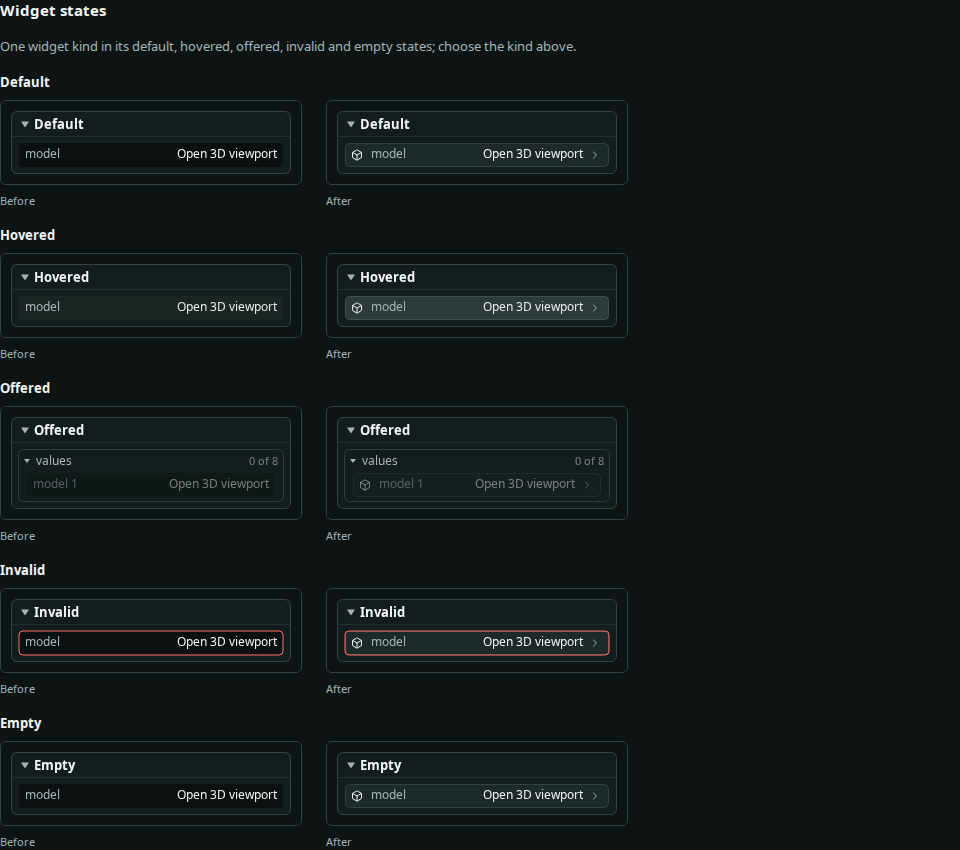 Widget states
One widget kind in its default, hovered, offered, invalid and empty states; choose the kind above.
Default
Default
model Open 3D viewport
Before
Default
model Open 3D viewport
After
Hovered
Hovered
model Open 3D viewport
Before
Hovered
model Open 3D viewport
After
Offered
Offered
values 0 of 8
model 1 Open 3D viewport
Before
Offered
values 0 of 8
model 1 Open 3D viewport
After
Invalid
Invalid
model Open 3D viewport
Before
Invalid
model Open 3D viewport
After
Empty
Empty
model Open 3D viewport
Before
Empty
model Open 3D viewport
After